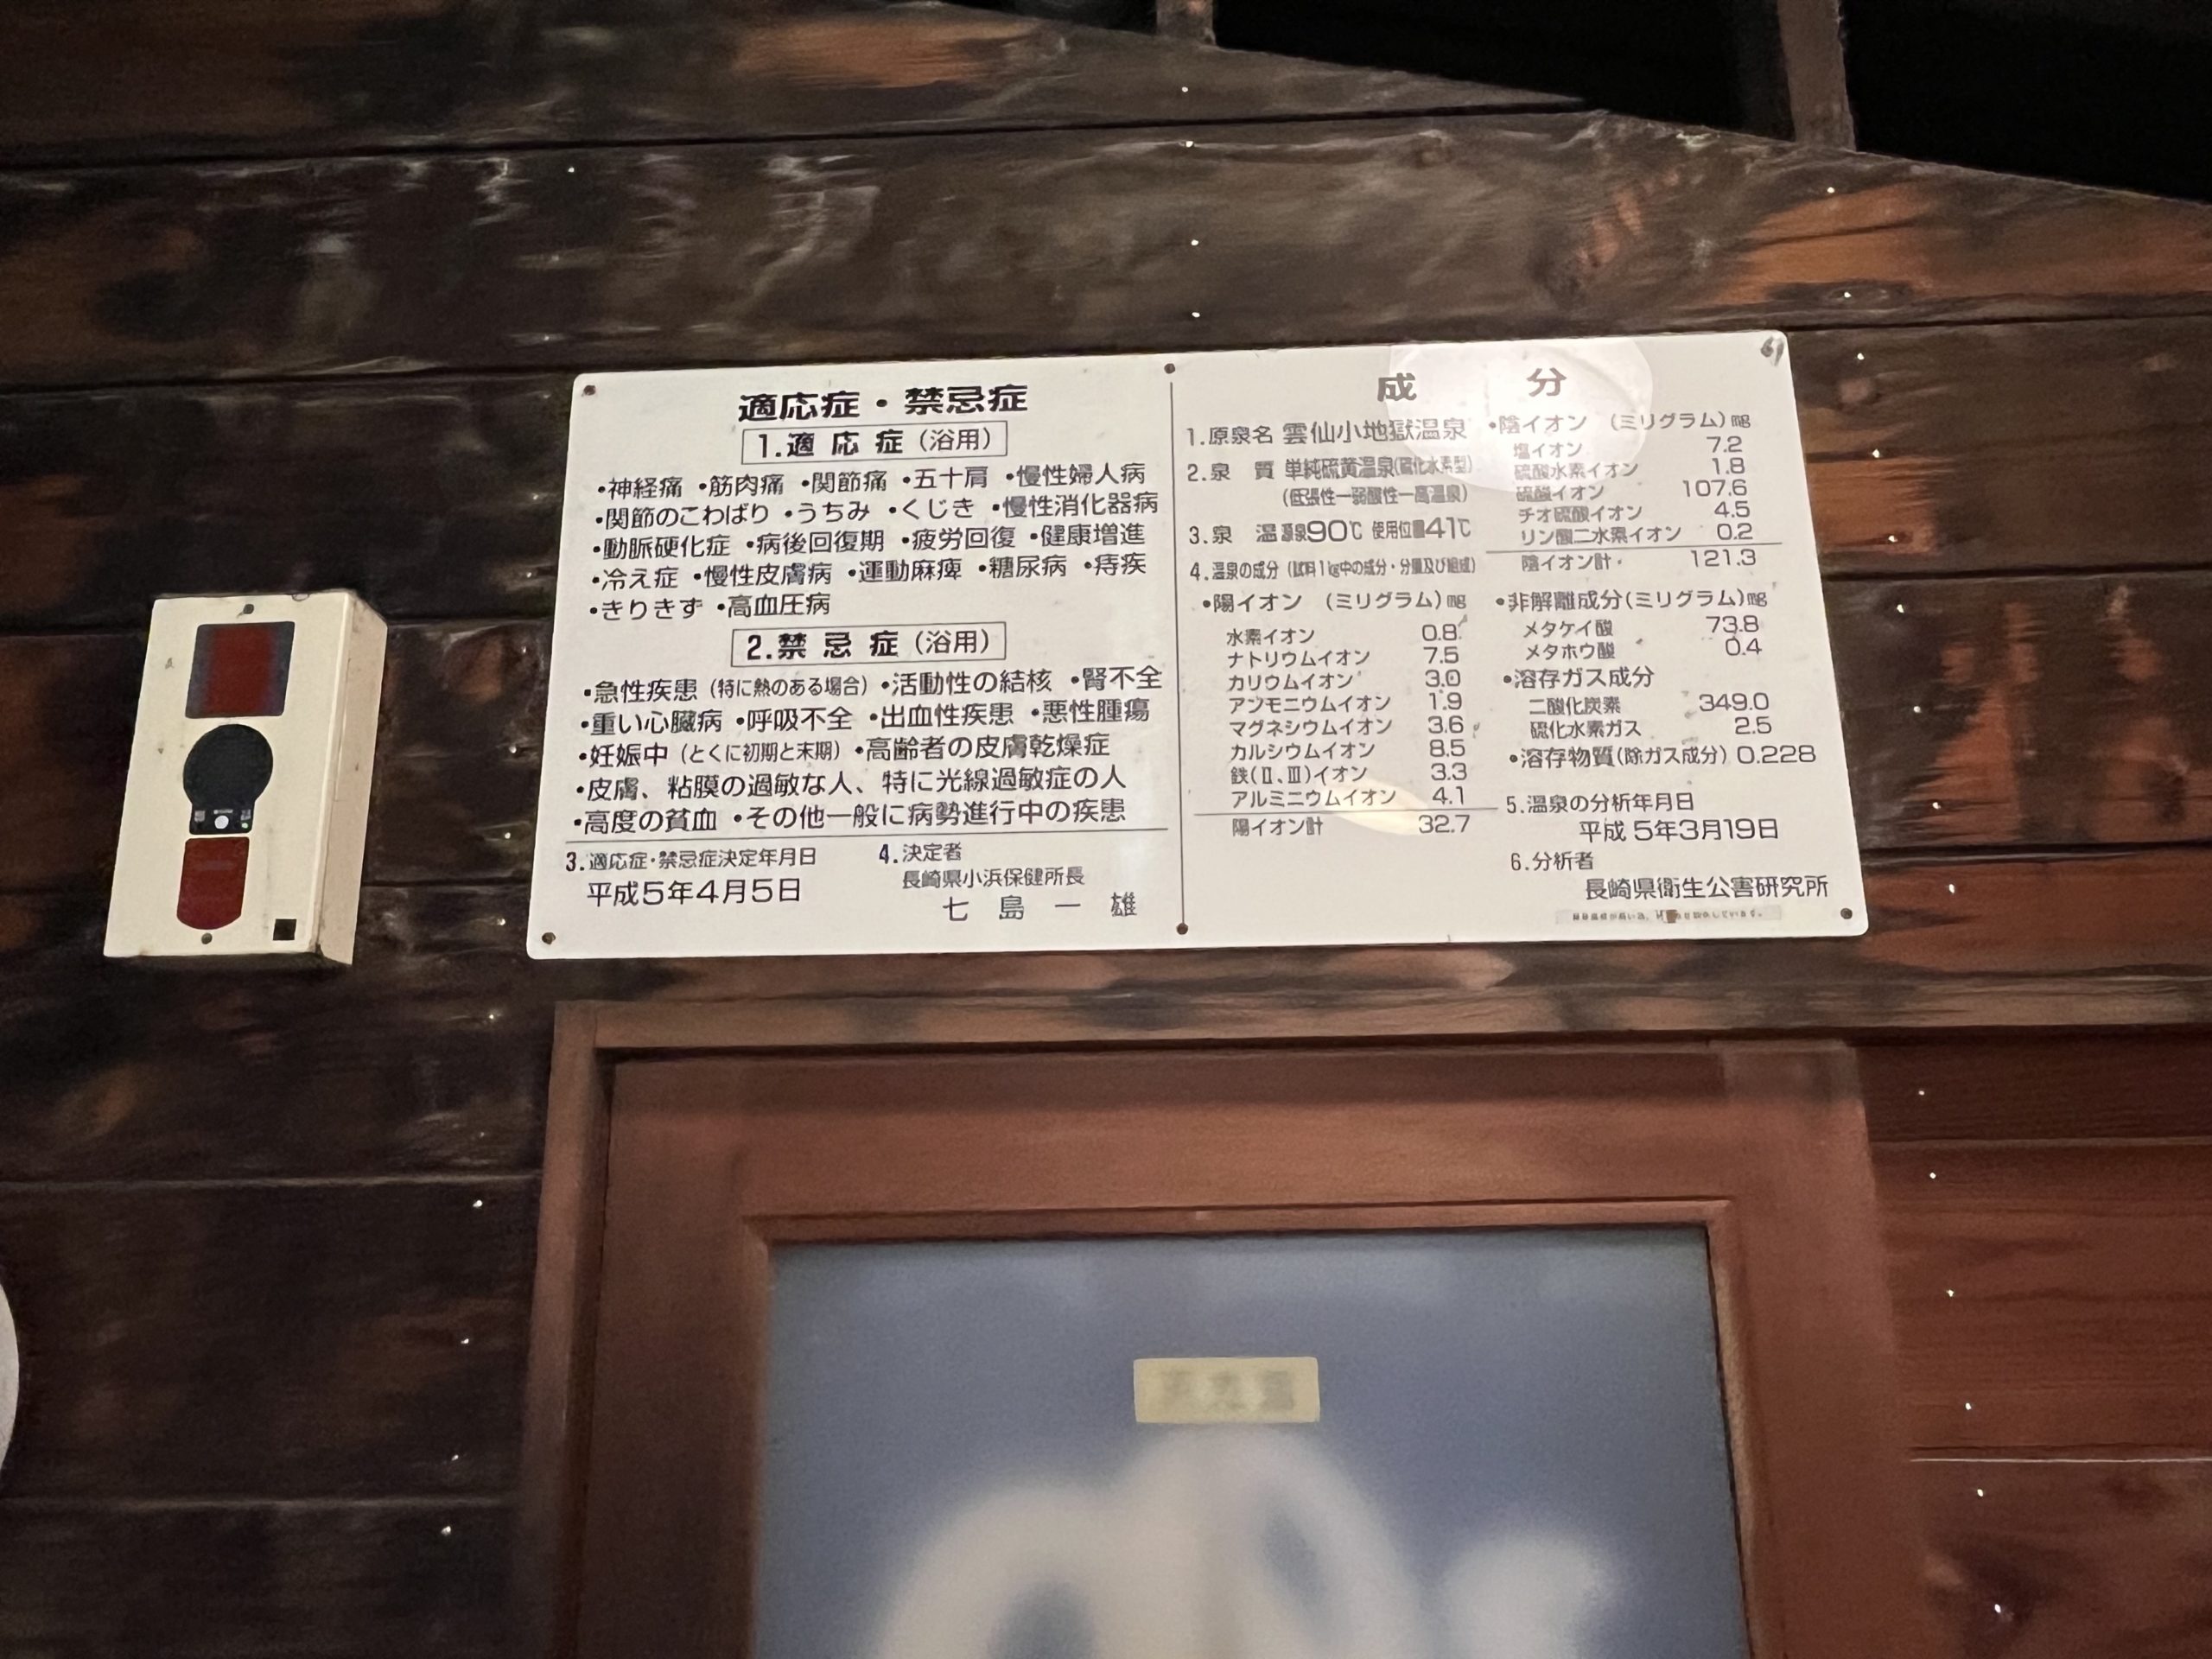 適応症・禁忌症
1.適応症（浴用）
•神経痛 •筋肉痛 •関節痛 •五十肩 •慢性婦人病
•関節のこわばり •うちみ •くじき •慢性消化器病
•動脈硬化症 •病後回復期 •疲労回復 •健康増進
•冷え症 •慢性皮膚病 •運動麻痺 •糖尿病 •痔疾
•きりきず •高血圧病
2.禁忌症（浴用）
•急性疾患（特に熱のある場合）•活動性の結核 •腎不全
•重い心臓病 •呼吸不全 •出血性疾患 •悪性腫瘍
•妊娠中（とくに初期と末期）•高齢者の皮膚乾燥症
•皮膚、粘膜の過敏な人、特に光線過敏症の人
•高度の貧血 •その他一般に病勢進行中の疾患
3.適応症・禁忌症決定年月日
平成5年4月5日
4.決定者
長崎県小浜保健所長
七島一雄
成分
1.原泉名 雲仙小地獄温泉
2.泉質 単純硫黄温泉(硫化水素型)
(低張性ー弱酸性ー高温泉)
3.泉温 源泉90℃ 使用位置41℃
4.温泉の成分（試料1kg中の成分・分量及び組成）
•陽イオン （ミリグラム）mg
水素イオン 0.8
ナトリウムイオン 7.5
カリウムイオン 3.0
アンモニウムイオン 1.9
マグネシウムイオン 3.6
カルシウムイオン 8.5
鉄(Ⅱ、Ⅲ)イオン 3.3
アルミニウムイオン 4.1
陽イオン計 32.7
•陰イオン （ミリグラム）mg
塩イオン 7.2
硫酸水素イオン 1.8
硫酸イオン 107.6
チオ硫酸イオン 4.5
リン酸二水素イオン 0.2
陰イオン計 121.3
•非解離成分(ミリグラム)mg
メタケイ酸 73.8
メタホウ酸 0.4
•溶存ガス成分
二酸化炭素 349.0
硫化水素ガス 2.5
•溶存物質(除ガス成分) 0.228
5.温泉の分析年月日
平成5年3月19日
6.分析者
長崎県衛生公害研究所